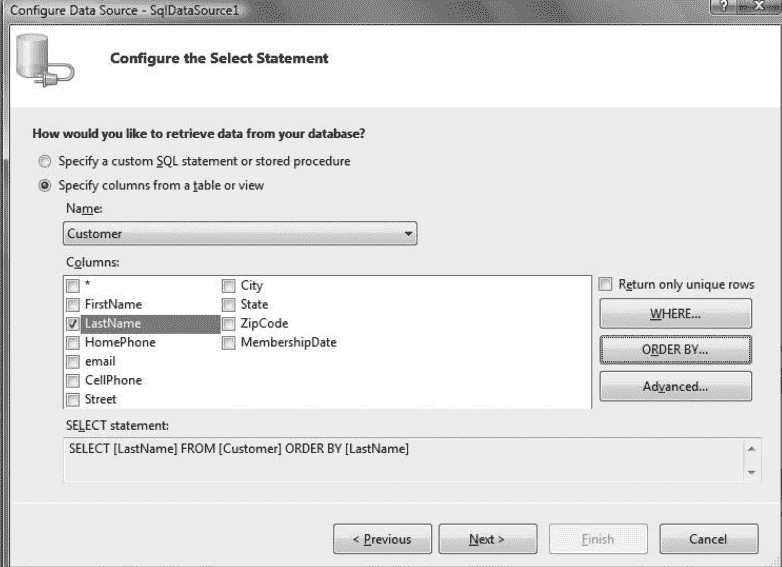 Configure Data Source - SqlDataSource1
? X
Configure the Select Statement
How would you like to retrieve data from your database?
Specify a custom SQL statement or stored procedure
Specify columns from a table or view
Name:
Customer
Columns:
*
FirstName
LastName
HomePhone
email
CellPhone
Street
City
State
ZipCode
MembershipDate
Return only unique rows
WHERE...
ORDER BY...
Advanced...
SELECT statement:
SELECT [LastName] FROM [Customer] ORDER BY [LastName]
< Previous
Next >
Finish
Cancel